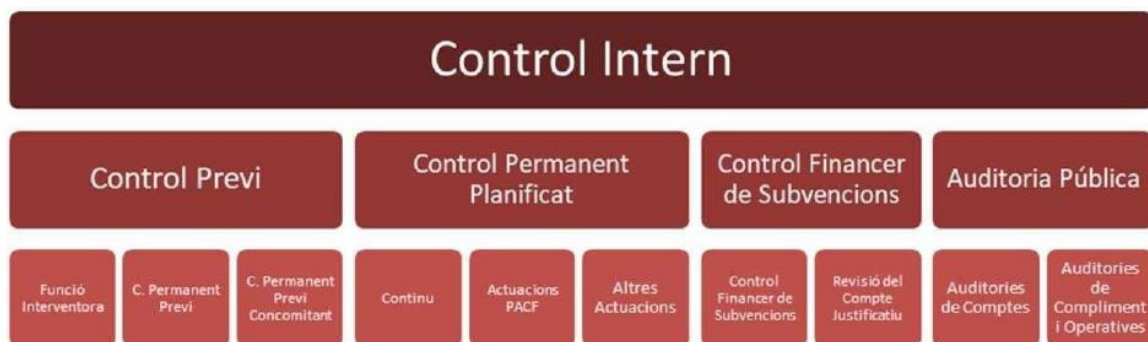 Control Intern
Control Previ
Control Permanent
Planificat
Control Financer
de Subvencions
Auditoria Pública
Funció
Interventora
C. Permanent
Previ
C. Permanent
Previ
Concomitant
Continu
Actuacions
PACF
Altres
Actuacions
Control
Financer de
Subvencions
Revisió del
Compte
Justificatiu
Auditories
de Comptes
Auditories
de
Compliment
i Operatives